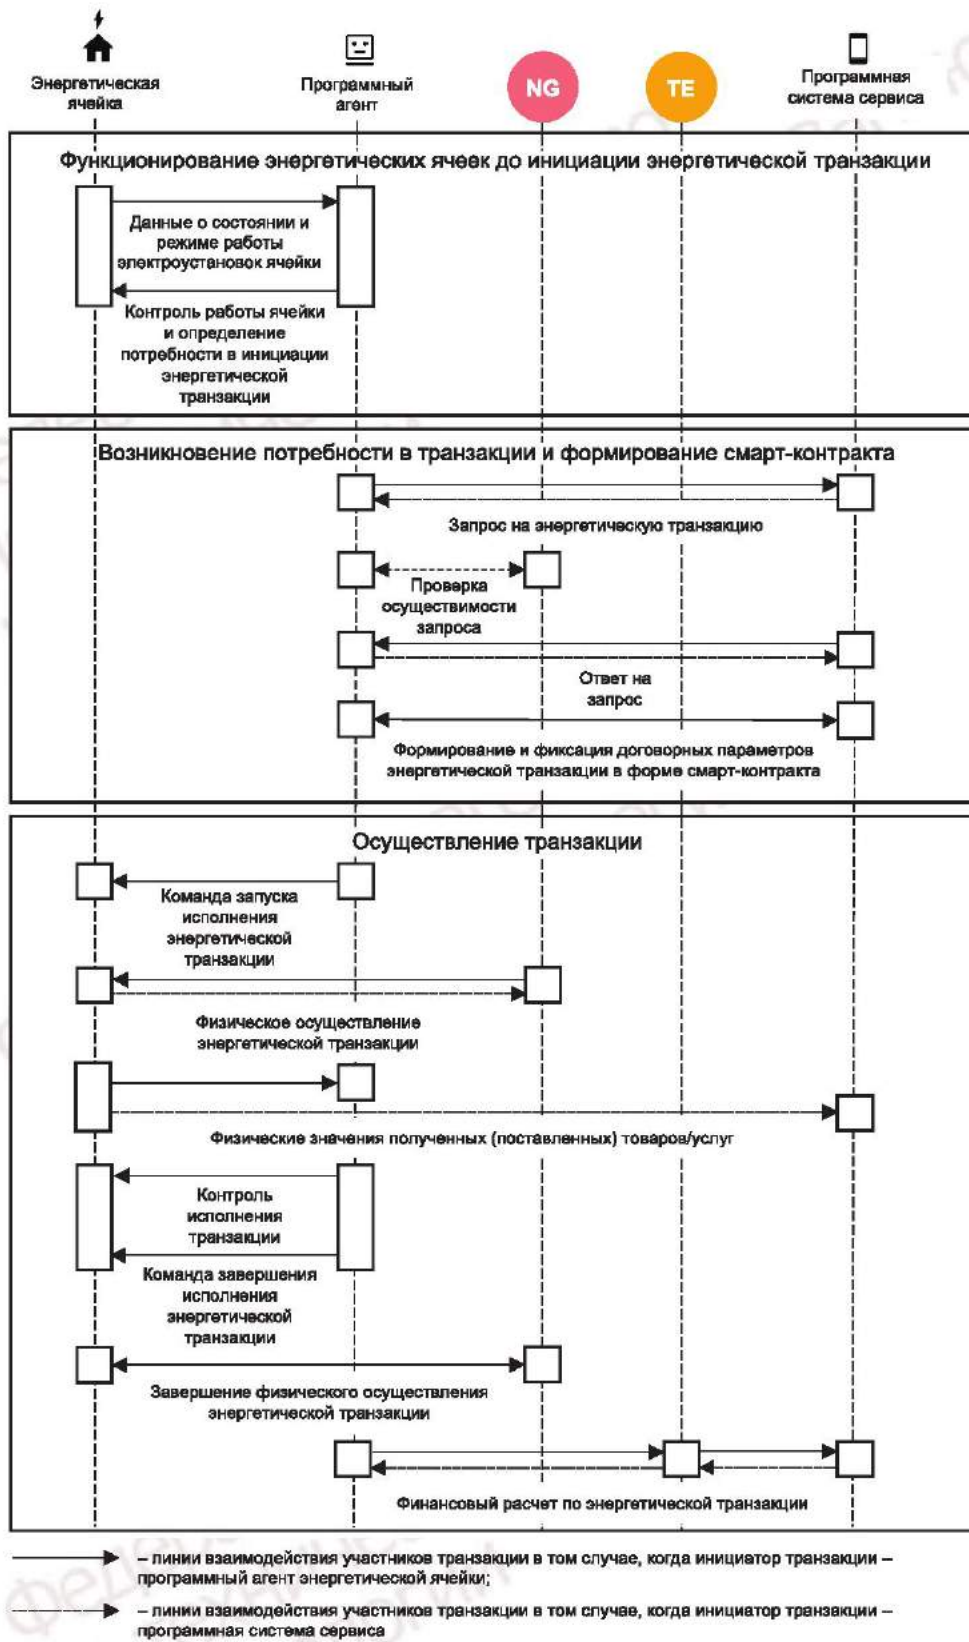 Энергетическая
ячейка
Программный
агент
NG
TE
Программная
система сервиса
Функционирование энергетических ячеек до инициации энергетической транзакции
Данные о состоянии и
режиме работы
электроустановок ячейки
Контроль работы ячейки
и определение
потребности в инициации
энергетической
транзакции
Возникновение потребности в транзакции и формирование смарт-контракта
Запрос на энергетическую транзакцию
Проверка
осуществимости
запроса
Ответ на
запрос
Формирование и фиксация договорных параметров
энергетической транзакции в форме смарт-контракта
Осуществление транзакции
Команда запуска
исполнения
энергетической
транзакции
Физическое осуществление
энергетической транзакции
Физические значения полученных (поставленных) товаров/услуг
Контроль
исполнения
транзакции
Команда завершения
исполнения
энергетической
транзакции
Завершение физического осуществления
энергетической транзакции
Финансовый расчет по энергетической транзакции
– линии взаимодействия участников транзакции в том случае, когда инициатор транзакции –
программный агент энергетической ячейки;
– линии взаимодействия участников транзакции в том случае, когда инициатор транзакции –
программная система сервиса